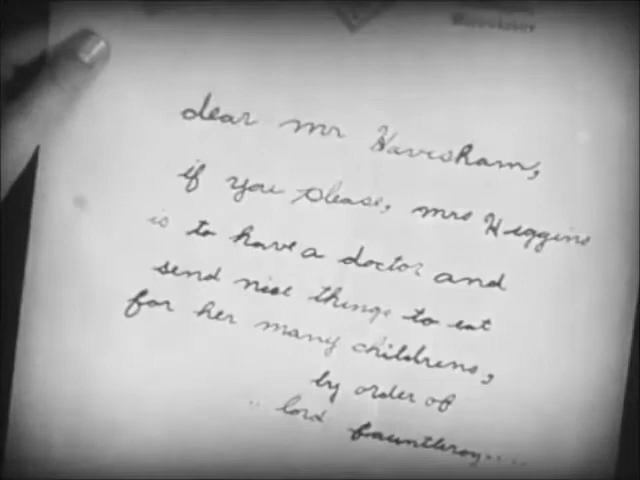 dear mr Havisham,
if you please, mrs Higgins
is to have a doctor and
send nice things to eat
for her many childrens,
by order of
lord fauntleroy....